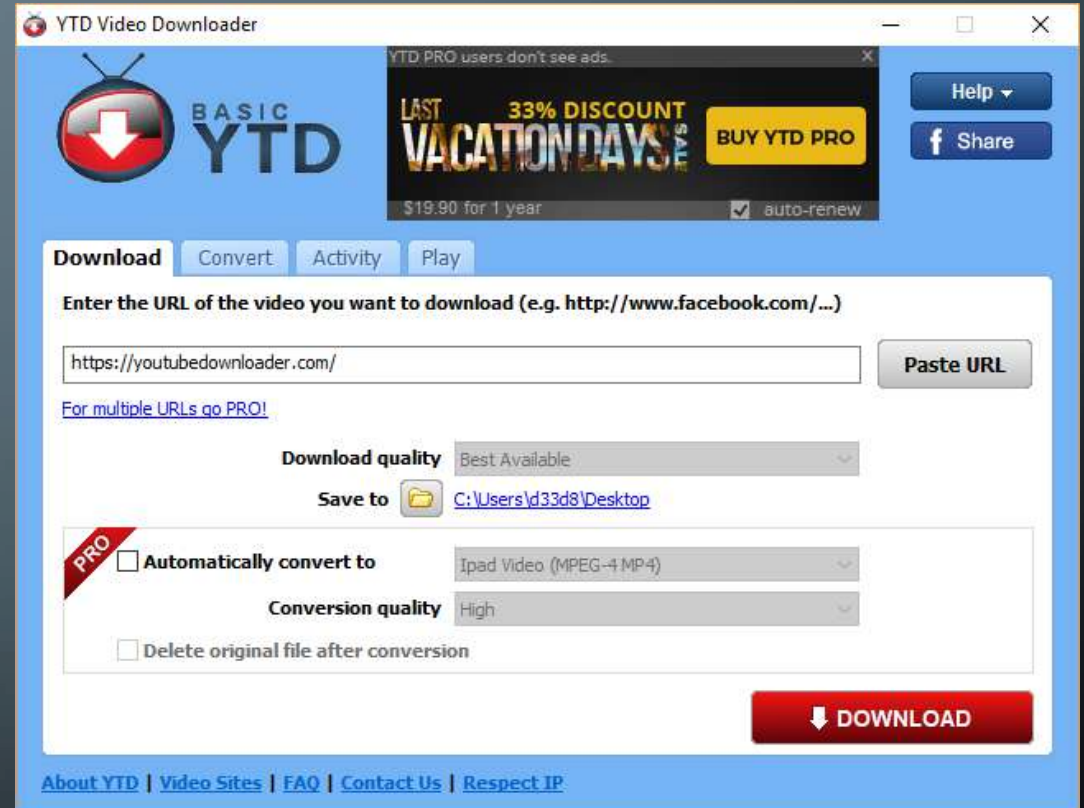 YTD Video Downloader
YTD PRO users don't see ads.
BASIC
YTD
LAST
33% DISCOUNT
VACATION DAYS SALE
BUY YTD PRO
$19.90 for 1 year
auto-renew
Help
f Share
Download Convert Activity Play
Enter the URL of the video you want to download (e.g. http://www.facebook.com/...)
https://youtubedownloader.com/
Paste URL
For multiple URLs go PRO!
Download quality Best Available
Save to C:\Users\d33d8\Desktop
PRO
Automatically convert to Ipad Video (MPEG-4 MP4)
Conversion quality High
Delete original file after conversion
DOWNLOAD
About YTD | Video Sites | FAQ | Contact Us | Respect IP